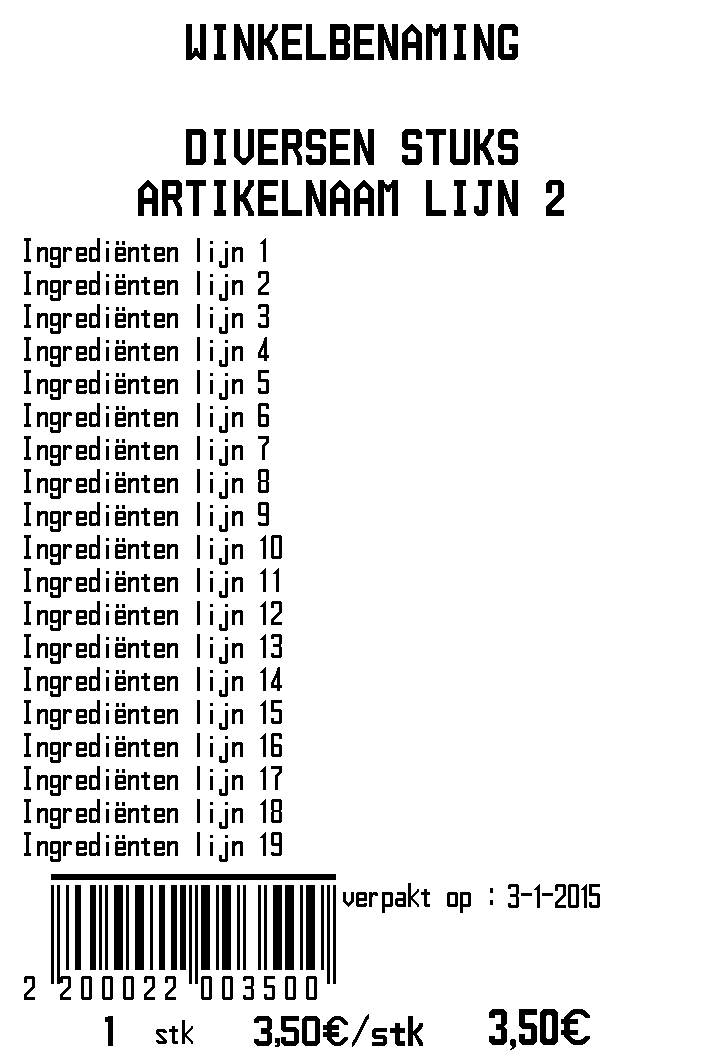 WINKELBENAMING
DIVERSEN STUKS
ARTIKELNAAM LIJN 2
Ingrediënten lijn 1
Ingrediënten lijn 2
Ingrediënten lijn 3
Ingrediënten lijn 4
Ingrediënten lijn 5
Ingrediënten lijn 6
Ingrediënten lijn 7
Ingrediënten lijn 8
Ingrediënten lijn 9
Ingrediënten lijn 10
Ingrediënten lijn 11
Ingrediënten lijn 12
Ingrediënten lijn 13
Ingrediënten lijn 14
Ingrediënten lijn 15
Ingrediënten lijn 16
Ingrediënten lijn 17
Ingrediënten lijn 18
Ingrediënten lijn 19
verpakt op : 3-1-2015
2 200022 003500
1 stk 3,50€/stk 3,50€